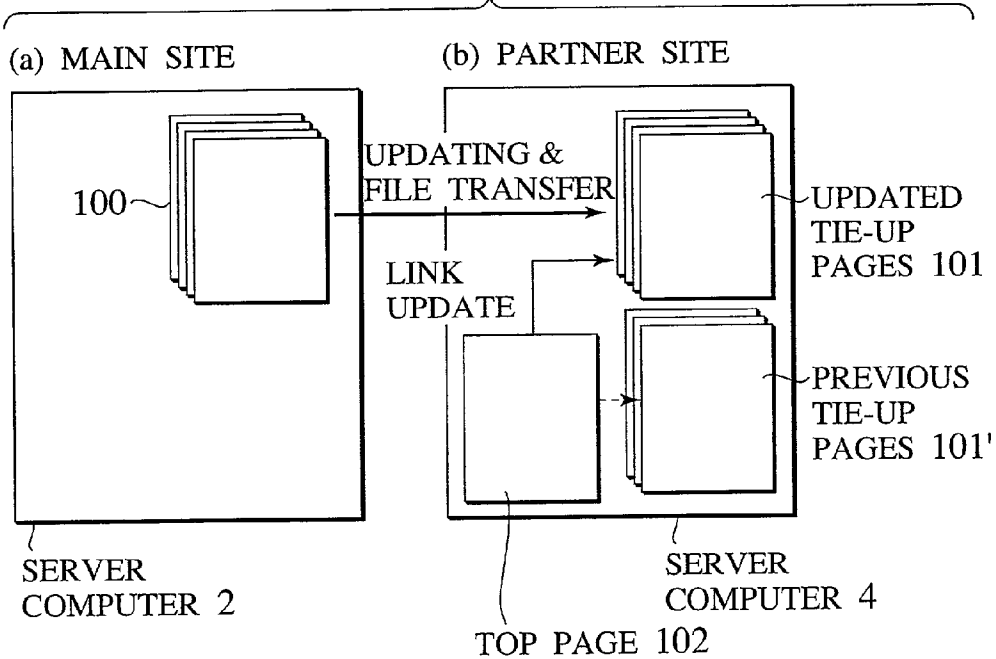 (a) MAIN SITE
(b) PARTNER SITE
100
UPDATING &
FILE TRANSFER
LINK
UPDATE
UPDATED
TIE-UP
PAGES 101
PREVIOUS
TIE-UP
PAGES 101'
SERVER
COMPUTER 2
SERVER
COMPUTER 4
TOP PAGE 102